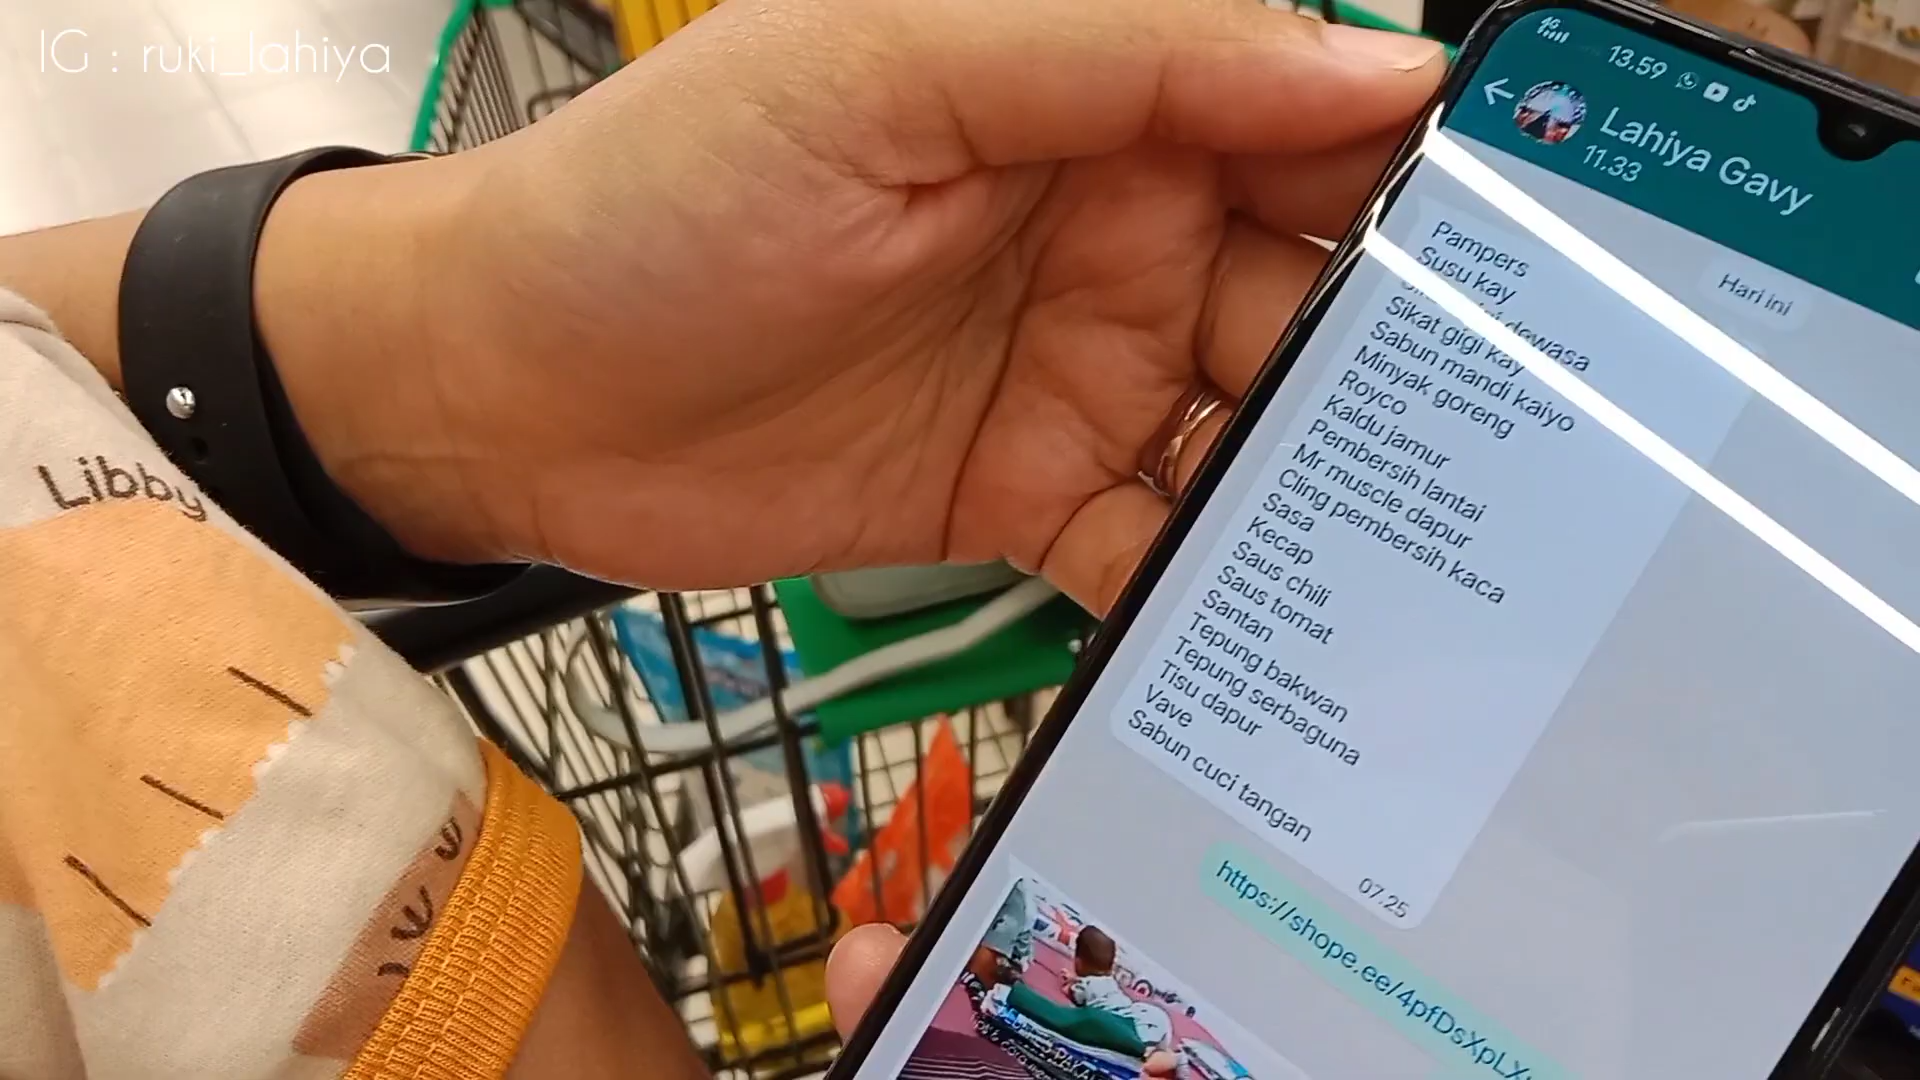 IG : ruki_lahiya
13.59
Lahiya Gavy
11.33
Hari ini
Pampers
Susu kay
dewasa
Sikat gigi kay
Sabun mandi kaiyo
Minyak goreng
Royco
Kaldu jamur
Pembersih lantai
Mr muscle dapur
Cling pembersih kaca
Sasa
Kecap
Saus chili
Saus tomat
Santan
Tepung bakwan
Tepung serbaguna
Tisu dapur
Vave
Sabun cuci tangan
07.25
https://shope.ee/4pfDsXpLX
Libby